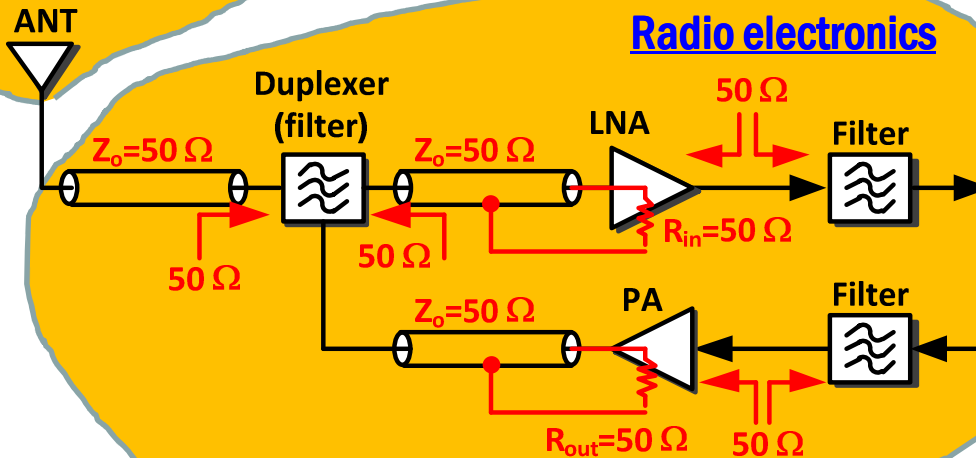 ANT
Radio electronics
Duplexer
(filter)
LNA
50 Ω
Filter
Zo=50 Ω
Zo=50 Ω
Rin=50 Ω
50 Ω
50 Ω
PA
Filter
Zo=50 Ω
Rout=50 Ω
50 Ω